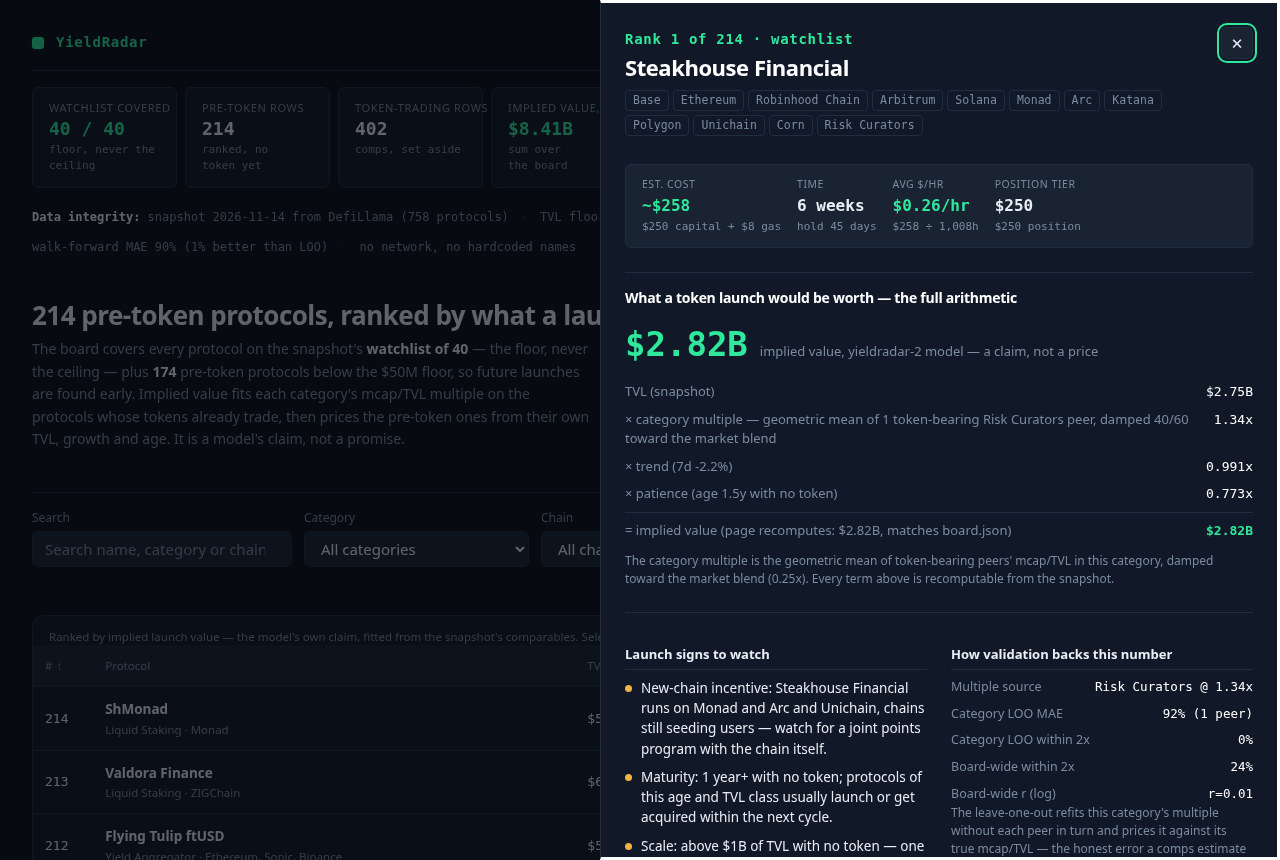 YieldRadar
WATCHLIST COVERED
40 / 40
floor, never the
ceiling
PRE-TOKEN ROWS
214
ranked, no
token yet
TOKEN-TRADING ROWS
402
comps, set aside
IMPLIED VALUE,
$8.41B
sum over
the board
Data integrity: snapshot 2026-11-14 from DefiLlama (758 protocols) · TVL floo
walk-forward MAE 90% (1% better than LOO) · no network, no hardcoded names
214 pre-token protocols, ranked by what a lau
The board covers every protocol on the snapshot's watchlist of 40 — the floor, never
the ceiling — plus 174 pre-token protocols below the $50M floor, so future launches
are found early. Implied value fits each category's mcap/TVL multiple on the
protocols whose tokens already trade, then prices the pre-token ones from their own
TVL, growth and age. It is a model's claim, not a promise.
Search
Category
Chain
Search name, category or chain
All categories
All cha
Ranked by implied launch value — the model's own claim, fitted from the snapshot's comparables. Sele
# ↑
Protocol
TV
214
ShMonad
Liquid Staking · Monad
$5
213
Valdora Finance
Liquid Staking · ZIGChain
$6
212
Flying Tulip ftUSD
Yield Aggregator · Ethereum, Sonic, Binance
$5
Rank 1 of 214 · watchlist
×
Steakhouse Financial
Base
Ethereum
Robinhood Chain
Arbitrum
Solana
Monad
Arc
Katana
Polygon
Unichain
Corn
Risk Curators
EST. COST
~$258
$250 capital + $8 gas
TIME
6 weeks
hold 45 days
AVG $/HR
$0.26/hr
$258 ÷ 1,008h
POSITION TIER
$250
$250 position
What a token launch would be worth — the full arithmetic
$2.82B implied value, yieldradar-2 model — a claim, not a price
TVL (snapshot) $2.75B
× category multiple — geometric mean of 1 token-bearing Risk Curators peer, damped 40/60 1.34x
toward the market blend
× trend (7d -2.2%) 0.991x
× patience (age 1.5y with no token) 0.773x
= implied value (page recomputes: $2.82B, matches board.json) $2.82B
The category multiple is the geometric mean of token-bearing peers' mcap/TVL in this category, damped
toward the market blend (0.25x). Every term above is recomputable from the snapshot.
Launch signs to watch
New-chain incentive: Steakhouse Financial
runs on Monad and Arc and Unichain, chains
still seeding users — watch for a joint points
program with the chain itself.
Maturity: 1 year+ with no token; protocols of
this age and TVL class usually launch or get
acquired within the next cycle.
Scale: above $1B of TVL with no token — one
How validation backs this number
Multiple source Risk Curators @ 1.34x
Category LOO MAE 92% (1 peer)
Category LOO within 2x 0%
Board-wide within 2x 24%
Board-wide r (log) r=0.01
The leave-one-out refits this category's multiple
without each peer in turn and prices it against its
true mcap/TVL — the honest error a comps estimate